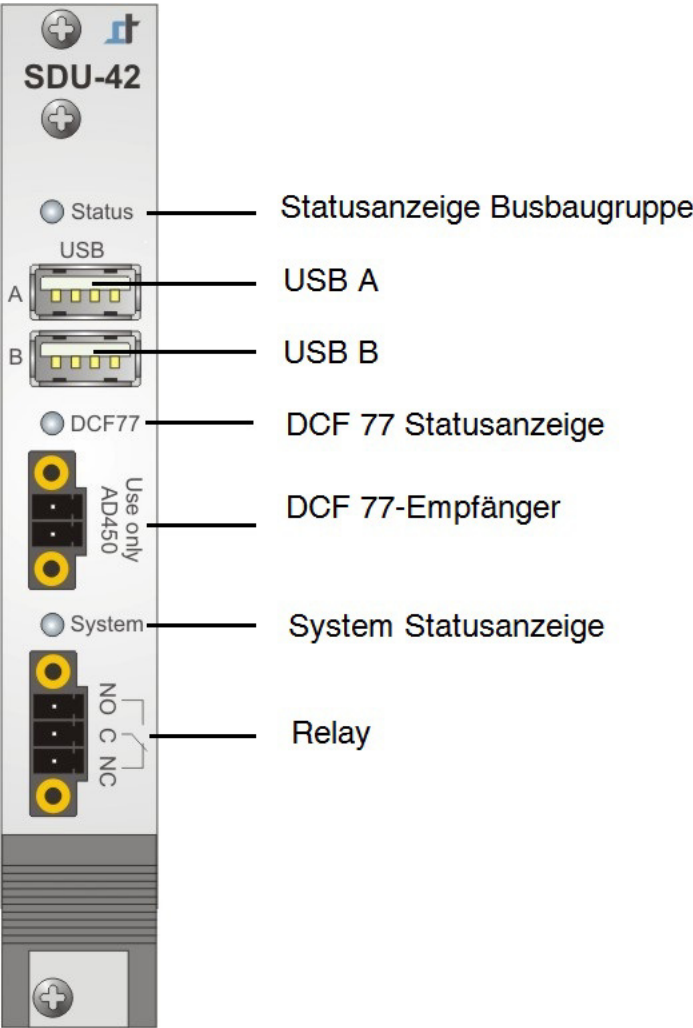 SDU-42
Status
Statusanzeige Busbaugruppe
USB
A
USB A
B
USB B
DCF77
DCF 77 Statusanzeige
Use only
AD450
DCF 77-Empfänger
System
System Statusanzeige
NO
C
NC
Relay